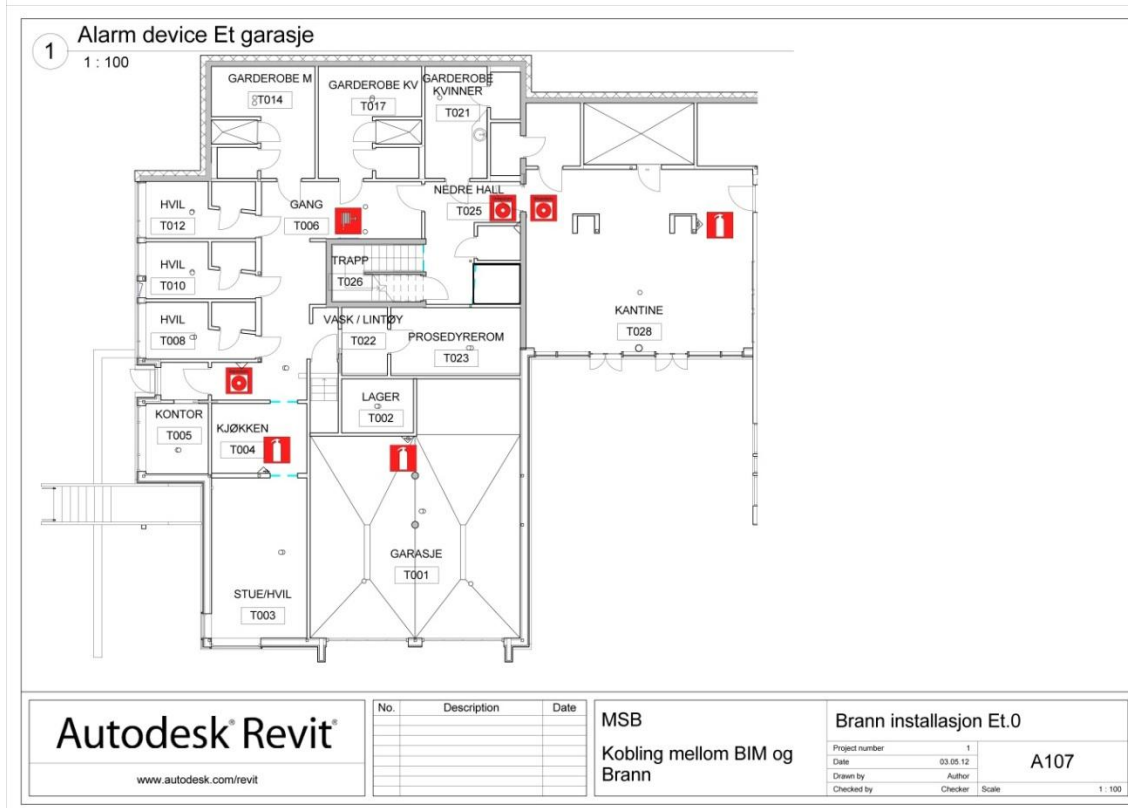 1
Alarm device Et garasje
1 : 100
GARDEROBE M
T014
GARDEROBE KV
T017
GARDEROBE
KVINNER
T021
HVIL
T012
GANG
T006
NEDRE HALL
T025
HVIL
T010
TRAPP
T026
HVIL
T008
VASK / LINTØY
T022
PROSEDYREROM
T023
KANTINE
T028
KONTOR
T005
KJØKKEN
T004
LAGER
T002
GARASJE
T001
STUE/HVIL
T003
Autodesk® Revit®
www.autodesk.com/revit
No. Description Date
MSB
Kobling mellom BIM og
Brann
Brann installasjon Et.0
Project number 1
Date 03.05.12
Drawn by Author
Checked by Checker
A107
Scale 1 : 100